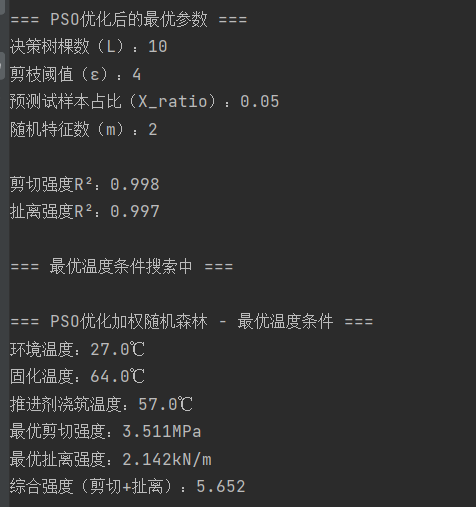 === PSO优化后的最优参数 ===
决策树棵数（L）：10
剪枝阈值（ε）：4
预测试样本占比（X_ratio）：0.05
随机特征数（m）：2
剪切强度R²：0.998
扯离强度R²：0.997
=== 最优温度条件搜索中 ===
=== PSO优化加权随机森林 - 最优温度条件 ===
环境温度：27.0℃
固化温度：64.0℃
推进剂浇筑温度：57.0℃
最优剪切强度：3.511MPa
最优扯离强度：2.142kN/m
综合强度（剪切+扯离）：5.652